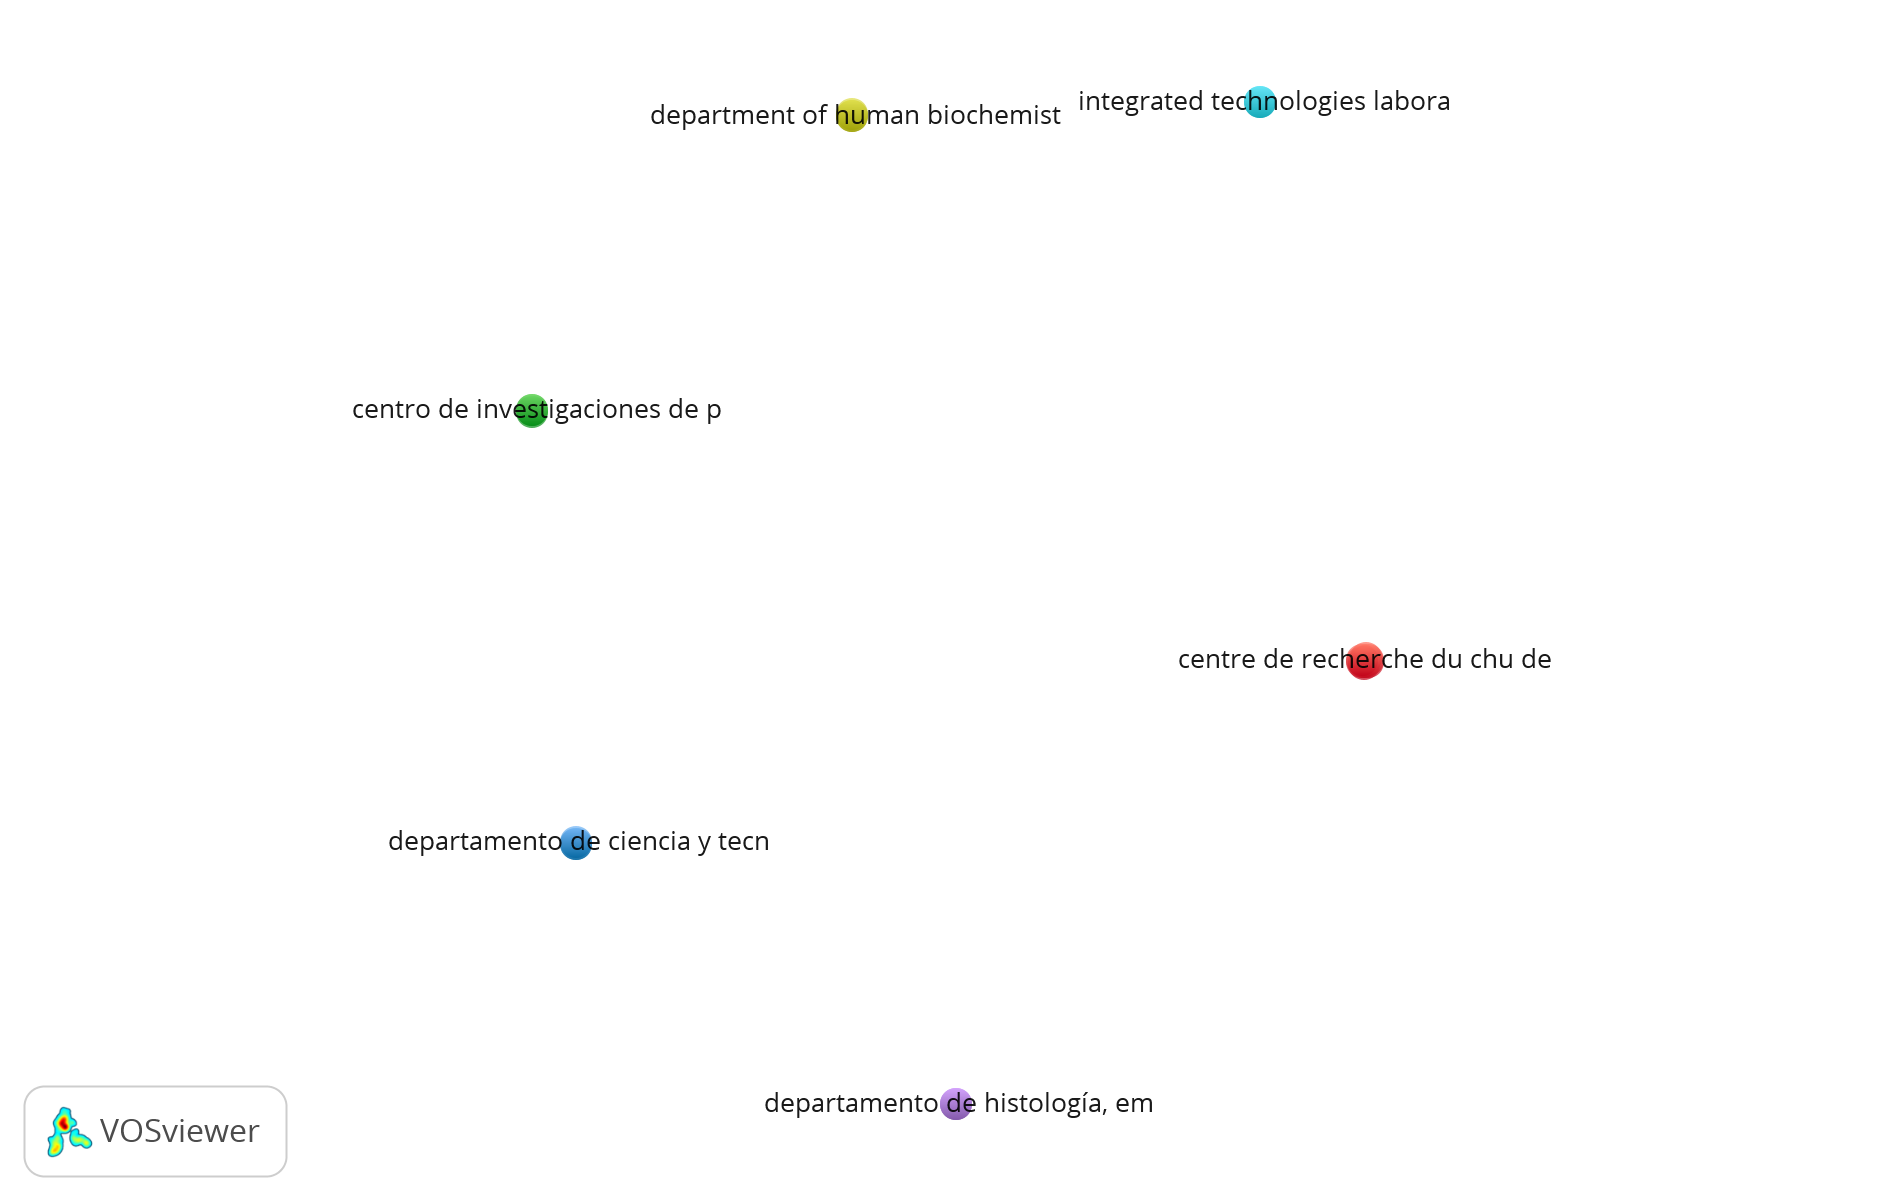 integrated technologies labora
department of human biochemist
centro de investigaciones de p
centre de recherche du chu de
departamento de ciencia y tecn
departamento de histología, em
VOSviewer